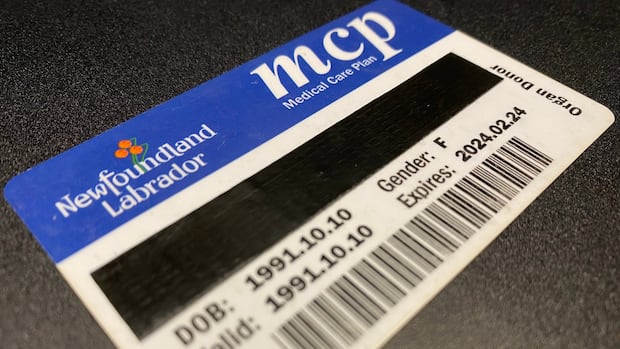 mcp
Medical Care Plan
Newfoundland
Labrador
Organ Donor
Gender: F
DOB: 1991.10.10
Expires: 2024.02.24
Valid: 1991.10.10